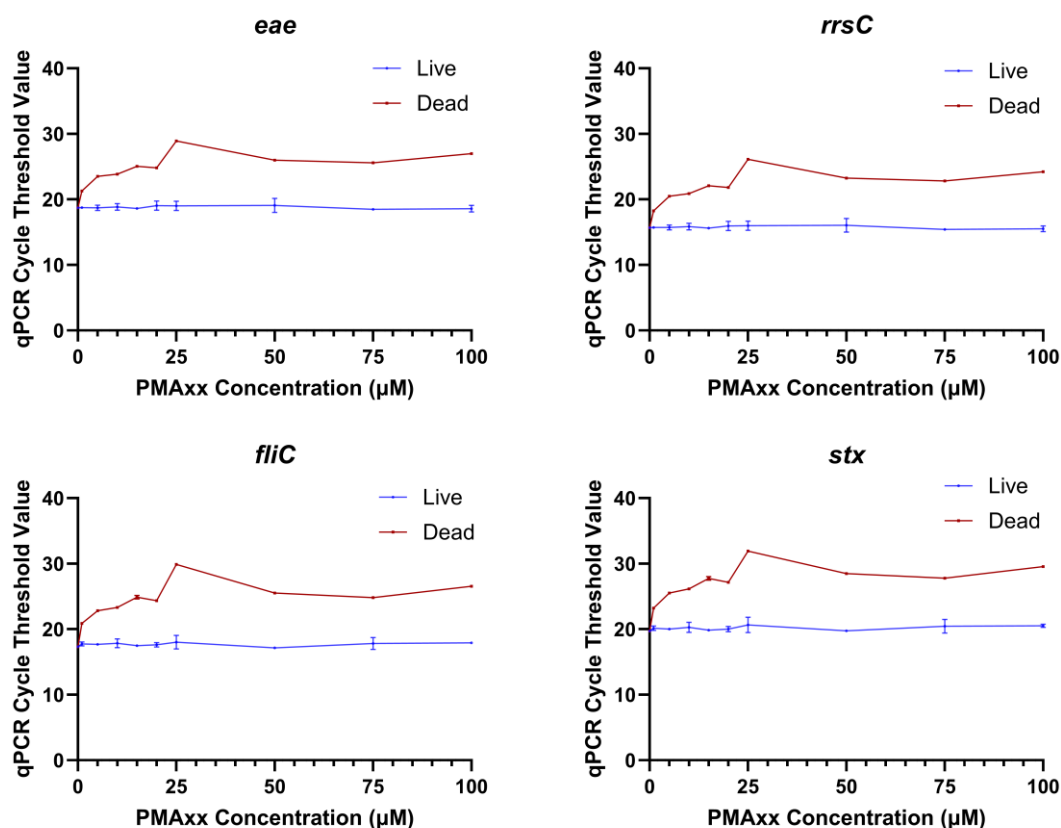 eae
qPCR Cycle Threshold Value
40
30
20
10
0
Live
Dead
0 25 50 75 100
PMAxx Concentration (µM)
rrsC
qPCR Cycle Threshold Value
40
30
20
10
0
Live
Dead
0 25 50 75 100
PMAxx Concentration (µM)
fliC
qPCR Cycle Threshold Value
40
30
20
10
0
Live
Dead
0 25 50 75 100
PMAxx Concentration (µM)
stx
qPCR Cycle Threshold Value
40
30
20
10
0
Live
Dead
0 25 50 75 100
PMAxx Concentration (µM)